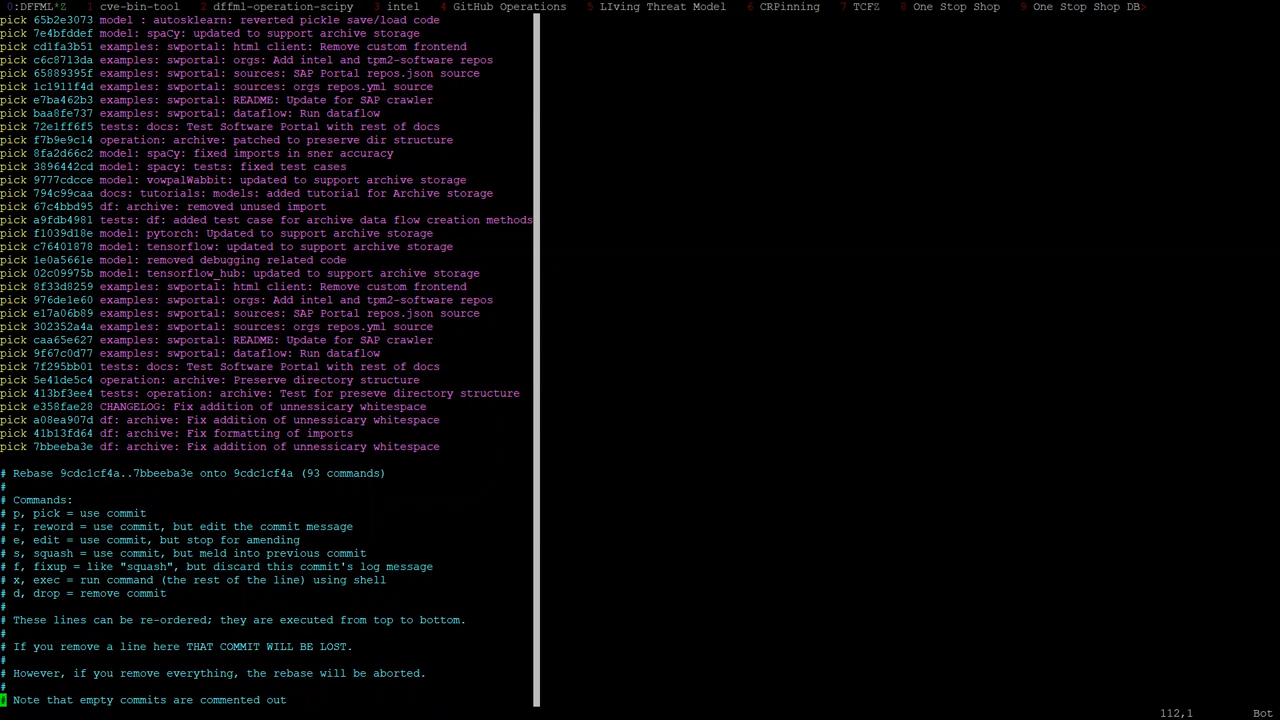 0:DFFML*Z 1 cve-bin-tool 2 dffml-operation-scipy 3 intel 4 GitHub Operations 5 LIving Threat Model 6 CRPinning 7 TCFZ 8 One Stop Shop 9 One Stop Shop DB>
pick 65b2e3073 model : autosklearn: reverted pickle save/load code
pick 7e4bfddef model: spaCy: updated to support archive storage
pick cd1fa3b51 examples: swportal: html client: Remove custom frontend
pick c6c8713da examples: swportal: orgs: Add intel and tpm2-software repos
pick 65889395f examples: swportal: sources: SAP Portal repos.json source
pick 1c1911f4d examples: swportal: sources: orgs repos.yml source
pick e7ba462b3 examples: swportal: README: Update for SAP crawler
pick baa8fe737 examples: swportal: dataflow: Run dataflow
pick 72e1ff6f5 tests: docs: Test Software Portal with rest of docs
pick f7b9e9c14 operation: archive: patched to preserve dir structure
pick 8fa2d66c2 model: spaCy: fixed imports in sner accuracy
pick 3896442cd model: spacy: tests: fixed test cases
pick 9777cdcce model: vowpalWabbit: updated to support archive storage
pick 794c99caa docs: tutorials: models: added tutorial for Archive storage
pick 67c4bbd95 df: archive: removed unused import
pick a9fdb4981 tests: df: added test case for archive data flow creation methods
pick f1039d18e model: pytorch: Updated to support archive storage
pick c76401878 model: tensorflow: updated to support archive storage
pick 1e0a5661e model: removed debugging related code
pick 02c09975b model: tensorflow_hub: updated to support archive storage
pick 8f33d8259 examples: swportal: html client: Remove custom frontend
pick 976de1e60 examples: swportal: orgs: Add intel and tpm2-software repos
pick e17a06b89 examples: swportal: sources: SAP Portal repos.json source
pick 302352a4a examples: swportal: sources: orgs repos.yml source
pick caa65e627 examples: swportal: README: Update for SAP crawler
pick 9f67c0d77 examples: swportal: dataflow: Run dataflow
pick 7f295bb01 tests: docs: Test Software Portal with rest of docs
pick 5e41de5c4 operation: archive: Preserve directory structure
pick 413bf3ee4 tests: operation: archive: Test for preseve directory structure
pick e358fae28 CHANGELOG: Fix addition of unnessicary whitespace
pick a08ea907d df: archive: Fix addition of unnessicary whitespace
pick 41b13fd64 df: archive: Fix formatting of imports
pick 7bbeeba3e df: archive: Fix addition of unnessicary whitespace
# Rebase 9cdc1cf4a..7bbeeba3e onto 9cdc1cf4a (93 commands)
#
# Commands:
# p, pick = use commit
# r, reword = use commit, but edit the commit message
# e, edit = use commit, but stop for amending
# s, squash = use commit, but meld into previous commit
# f, fixup = like "squash", but discard this commit's log message
# x, exec = run command (the rest of the line) using shell
# d, drop = remove commit
#
# These lines can be re-ordered; they are executed from top to bottom.
#
# If you remove a line here THAT COMMIT WILL BE LOST.
#
# However, if you remove everything, the rebase will be aborted.
#
# Note that empty commits are commented out
112,1 Bot